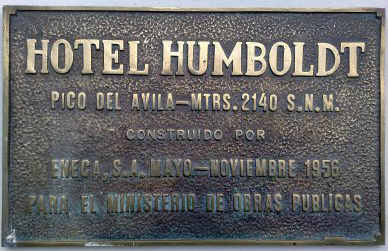 HOTEL HUMBOLDT
PICO DEL AVILA—MTRS. 2140 S.N.M.
CONSTRUIDO POR
ENECA, S.A. MAYO—NOVIEMBRE 1956
PARA EL MINISTERIO DE OBRAS PUBLICAS